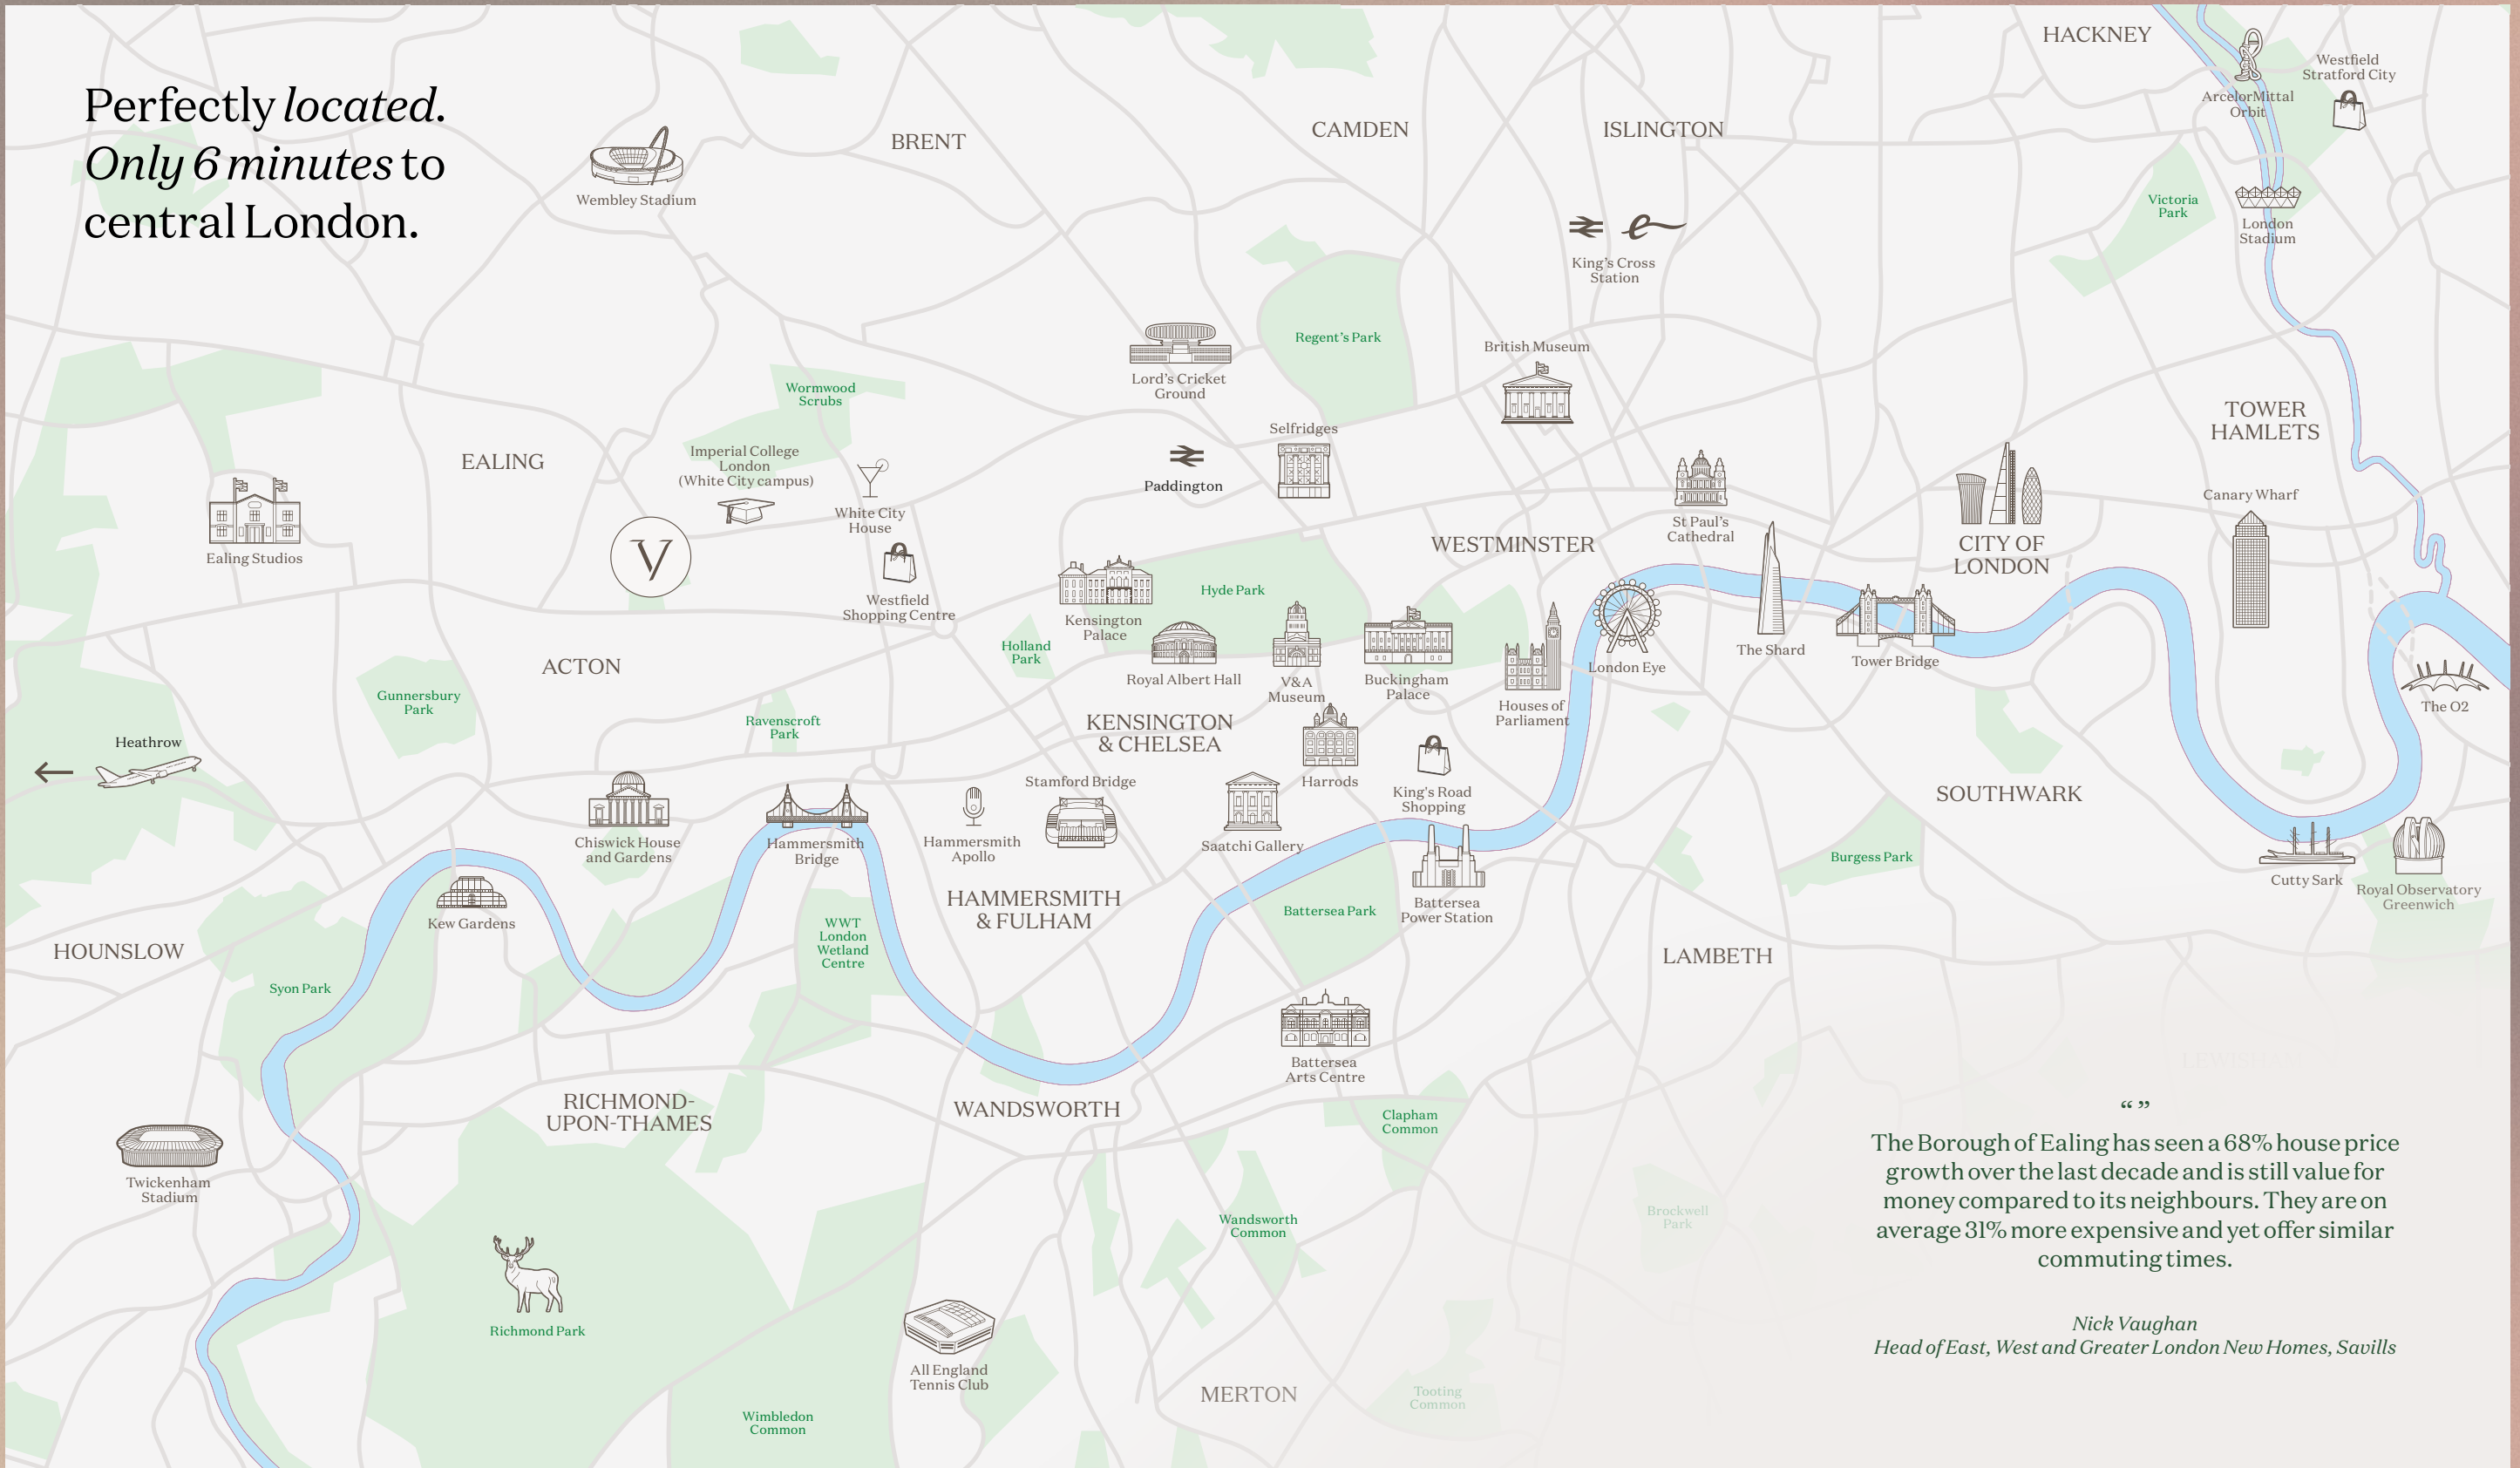 Perfectly located.
Only 6 minutes to
central London.
HACKNEY
Westfield
Stratford City
ArcelorMittal
Orbit
BRENT
CAMDEN
ISLINGTON
Wembley Stadium
Victoria
Park
London
Stadium
King's Cross
Station
Regent's Park
British Museum
Lord's Cricket
Ground
Wormwood
Scrubs
TOWER
HAMLETS
Selfridges
EALING
Imperial College
London
(White City campus)
Paddington
Canary Wharf
White City
House
St Paul's
Cathedral
Ealing Studios
V
WESTMINSTER
CITY OF
LONDON
Westfield
Shopping Centre
Hyde Park
Kensington
Palace
Holland
Park
The Shard
Tower Bridge
London Eye
ACTON
Royal Albert Hall
V&A
Museum
Buckingham
Palace
Gunnersbury
Park
Houses of
Parliament
The O2
Ravenscroft
Park
KENSINGTON
& CHELSEA
Heathrow
Stamford Bridge
Harrods
King's Road
Shopping
SOUTHWARK
Chiswick House
and Gardens
Hammersmith
Bridge
Hammersmith
Apollo
Saatchi Gallery
Burgess Park
Cutty Sark
Royal Observatory
Greenwich
HAMMERSMITH
& FULHAM
Battersea Park
Battersea
Power Station
Kew Gardens
WWT
London
Wetland
Centre
HOUNSLOW
LAMBETH
Syon Park
LEWISHAM
Battersea
Arts Centre
RICHMOND-
UPON-THAMES
WANDSWORTH
Clapham
Common
Twickenham
Stadium
Wandsworth
Common
Brockwell
Park
Richmond Park
All England
Tennis Club
MERTON
Tooting
Common
Wimbledon
Common
“ ”
The Borough of Ealing has seen a 68% house price
growth over the last decade and is still value for
money compared to its neighbours. They are on
average 31% more expensive and yet offer similar
commuting times.
Nick Vaughan
Head of East, West and Greater London New Homes, Savills